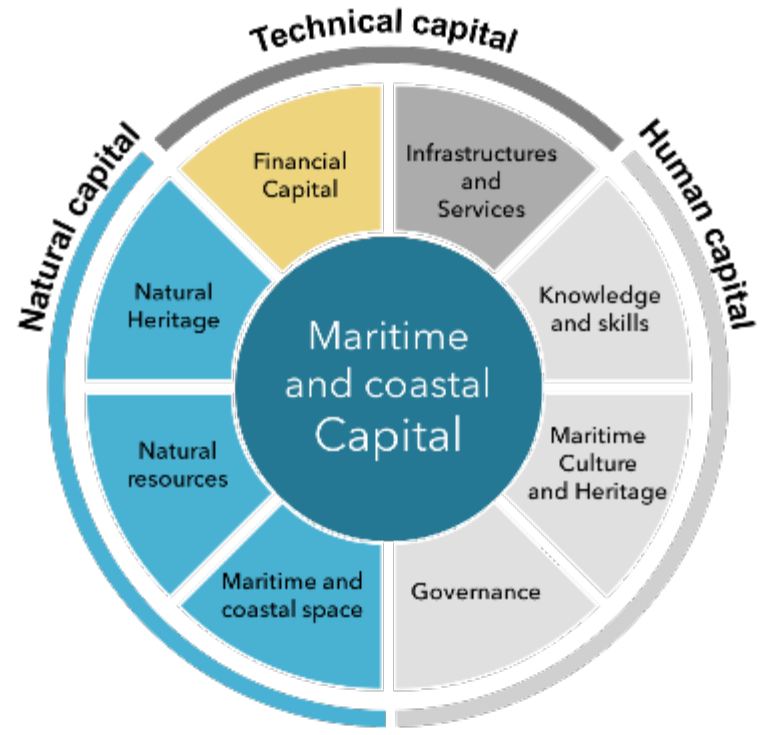 Technical capital
Natural capital
Human capital
Financial
Capital
Infrastructures
and
Services
Natural
Heritage
Knowledge
and skills
Maritime
and coastal
Capital
Natural
resources
Maritime
Culture
and Heritage
Maritime and
coastal space
Governance